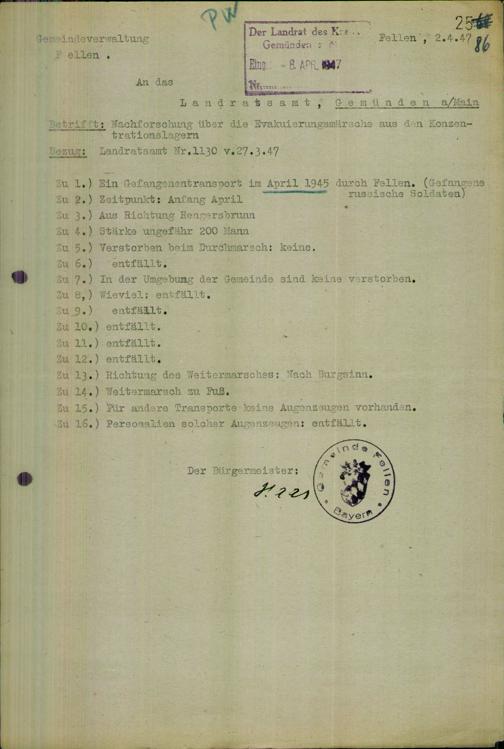 PW
25
86
Gemeindeverwaltung
Fellen .
Der Landrat des
Gemünden
Eing. - 8. APR. 1947
Fellen , 2.4.47
An das
Landratsamt, Gemünden a/Main
Betrifft: Nachforschung über die Evakuierungsmärsche aus den Konzen-
trationslagern
Bezug: Landratsamt Nr.1130 v.27.3.47
Zu 1.) Ein Gefangenentransport im April 1945 durch Fellen. (Gefangene
russische Soldaten)
Zu 2.) Zeitpunkt: Anfang April
Zu 3.) Aus Richtung Rengersbrunn
Zu 4.) Stärke ungefähr 200 Mann
Zu 5.) Verstorben beim Durchmarsch: keine.
Zu 6.) entfällt.
Zu 7.) In der Umgebung der Gemeinde sind keine verstorben.
Zu 8,) Wieviel: entfällt.
Zu 9.) entfällt.
Zu 10.) entfällt.
Zu 11.) entfällt.
Zu 12.) entfällt.
Zu 13.) Richtung des Weitermarsches: Nach Burgsinn.
Zu 14.) Weitermarsch zu Fuß.
Zu 15.) Für andere Transporte keine Augenzeugen vorhanden.
Zu 16.) Personalien solcher Augenzeugen: entfällt.
Der Bürgermeister:
Gemeinde Fellen
Bayern